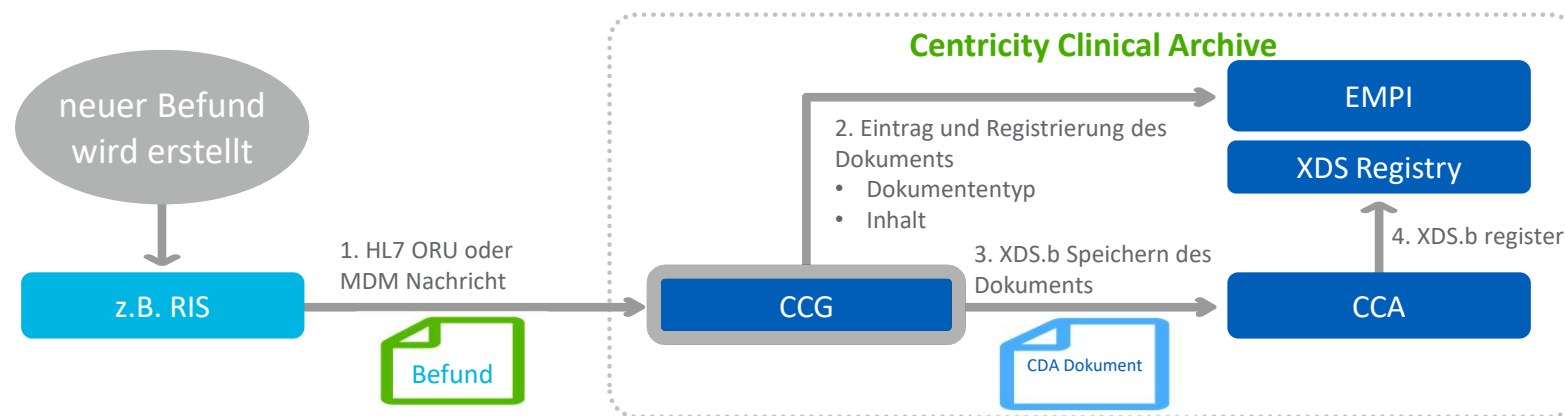 Centricity Clinical Archive
neuer Befund
wird erstellt
EMPI
2. Eintrag und Registrierung des
Dokuments
• Dokumententyp
• Inhalt
XDS Registry
1. HL7 ORU oder
MDM Nachricht
3. XDS.b Speichern des
Dokuments
4. XDS.b register
z.B. RIS
CCG
CCA
Befund
CDA Dokument